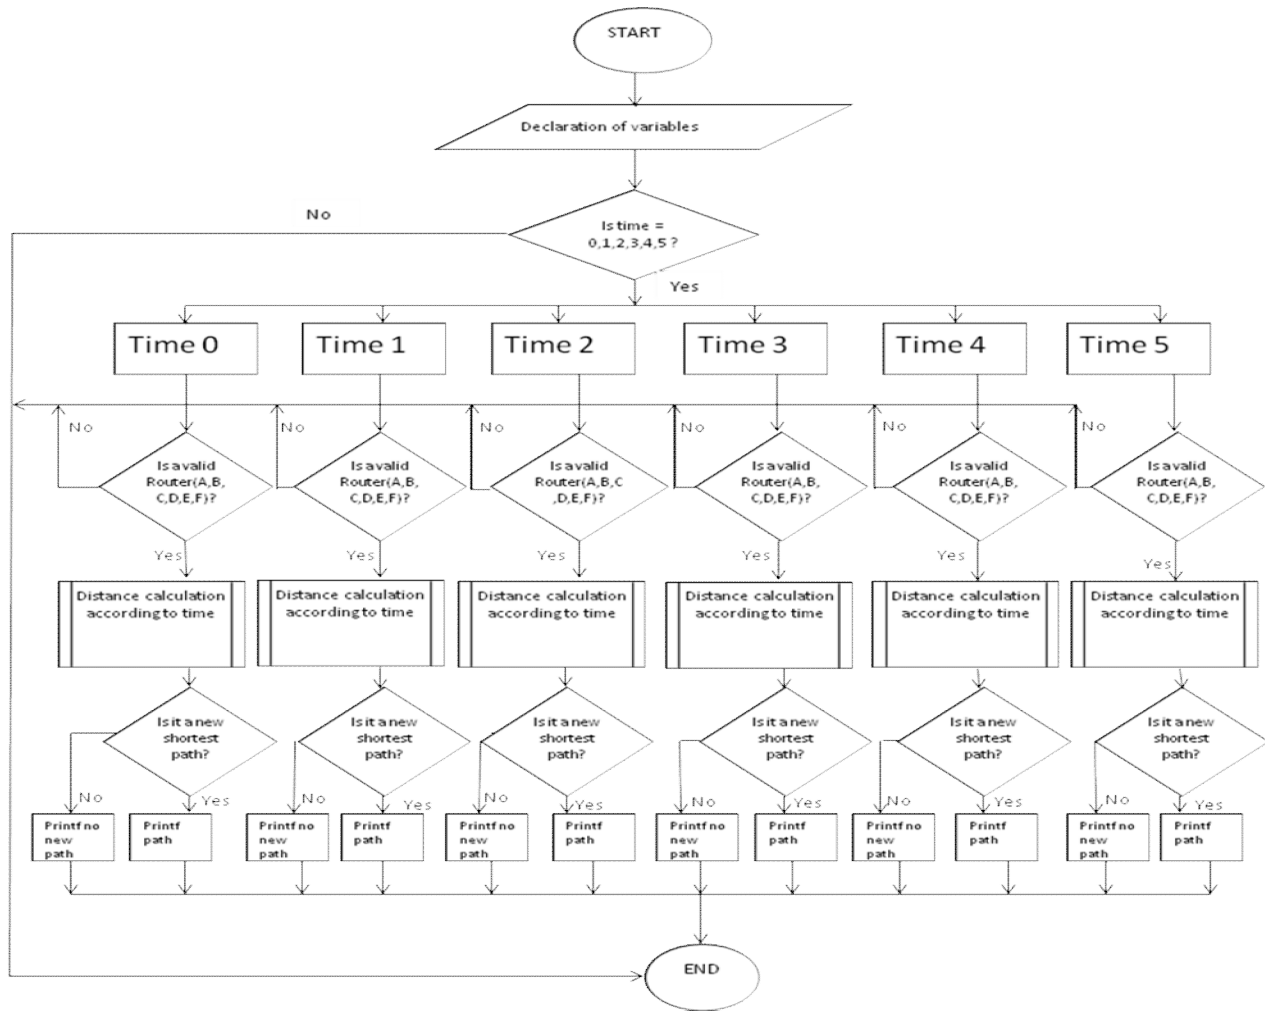 START
Declaration of variables
No
Is time =
0,1,2,3,4,5 ?
Yes
Time 0
Time 1
Time 2
Time 3
Time 4
Time 5
No
No
No
No
No
No
Is a valid
Router(A,B,
C,D,E,F)?
Is a valid
Router(A,B,
C,D,E,F)?
Is a valid
Router(A,B,C
,D,E,F)?
Is a valid
Router(A,B,
C,D,E,F)?
Is a valid
Router(A,B,
C,D,E,F)?
Is a valid
Router(A,B,
C,D,E,F)?
Yes
Yes
Yes
Yes
Yes
Yes
Distance calculation
according to time
Distance calculation
according to time
Distance calculation
according to time
Distance calculation
according to time
Distance calculation
according to time
Distance calculation
according to time
Is it a new
shortest
path?
Is it a new
shortest
path?
Is it a new
shortest
path?
Is it a new
shortest
path?
Is it a new
shortest
path?
Is it a new
shortest
path?
No
Yes
No
Yes
No
Yes
No
Yes
No
Yes
No
Yes
Printf no
new
path
Printf
path
Printf no
new
path
Printf
path
Printf no
new
path
Printf
path
Printf no
new
path
Printf
path
Printf no
new
path
Printf
path
Printf no
new
path
Printf
path
END